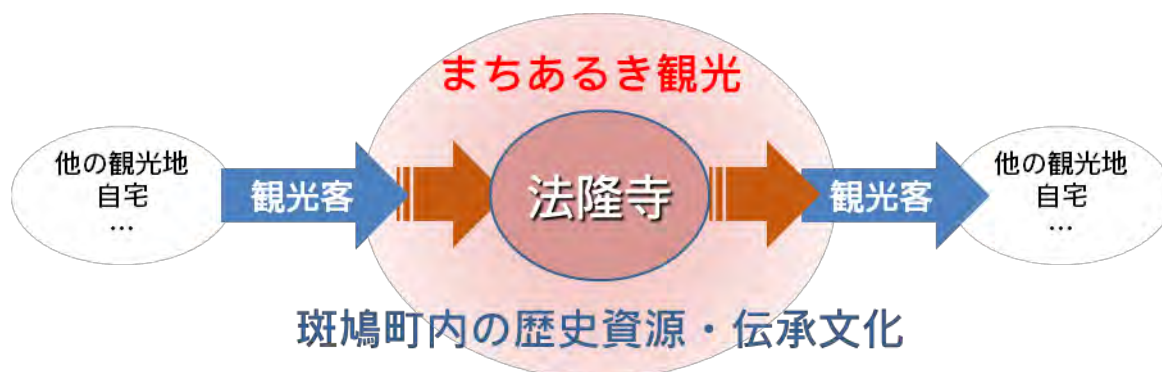 まちあるき観光
他の観光地
自宅
…
観光客
法隆寺
観光客
他の観光地
自宅
…
斑鳩町内の歴史資源・伝承文化